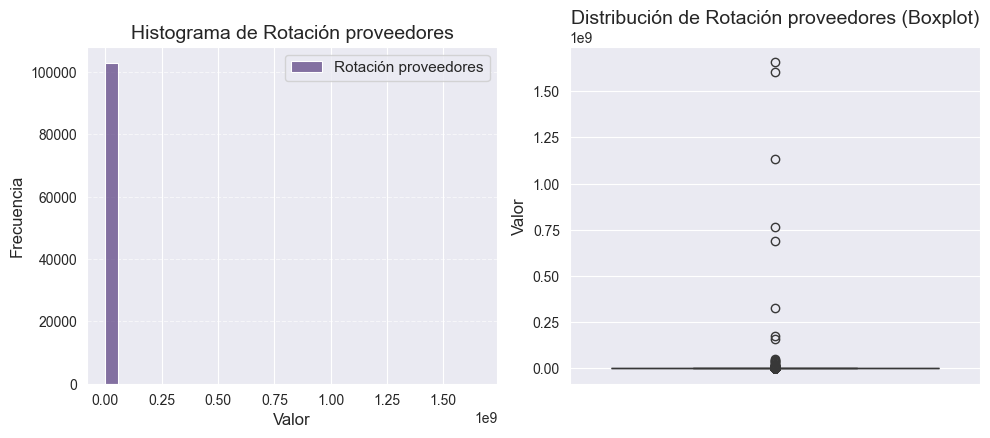 Histograma de Rotación proveedores
Rotación proveedores
100000
80000
60000
40000
20000
0
Frecuencia
0.00 0.25 0.50 0.75 1.00 1.25 1.50
1e9
Valor
Distribución de Rotación proveedores (Boxplot)
1e9
1.50
1.25
1.00
0.75
0.50
0.25
0.00
Valor